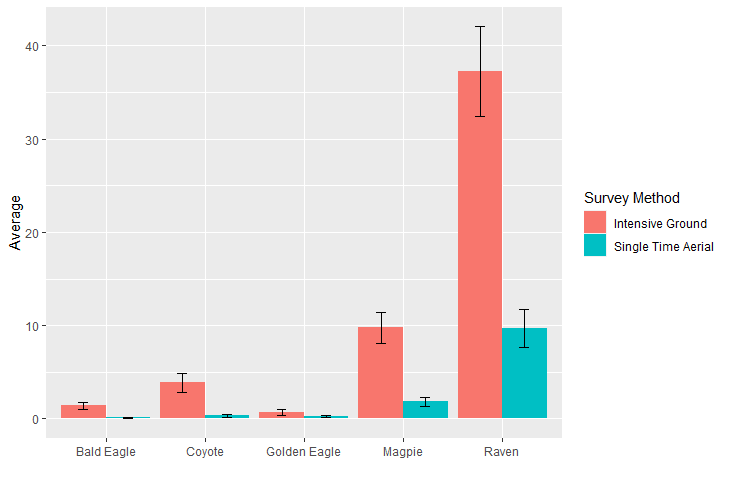 Average
40
30
20
10
0
Bald Eagle
Coyote
Golden Eagle
Magpie
Raven
Survey Method
Intensive Ground
Single Time Aerial